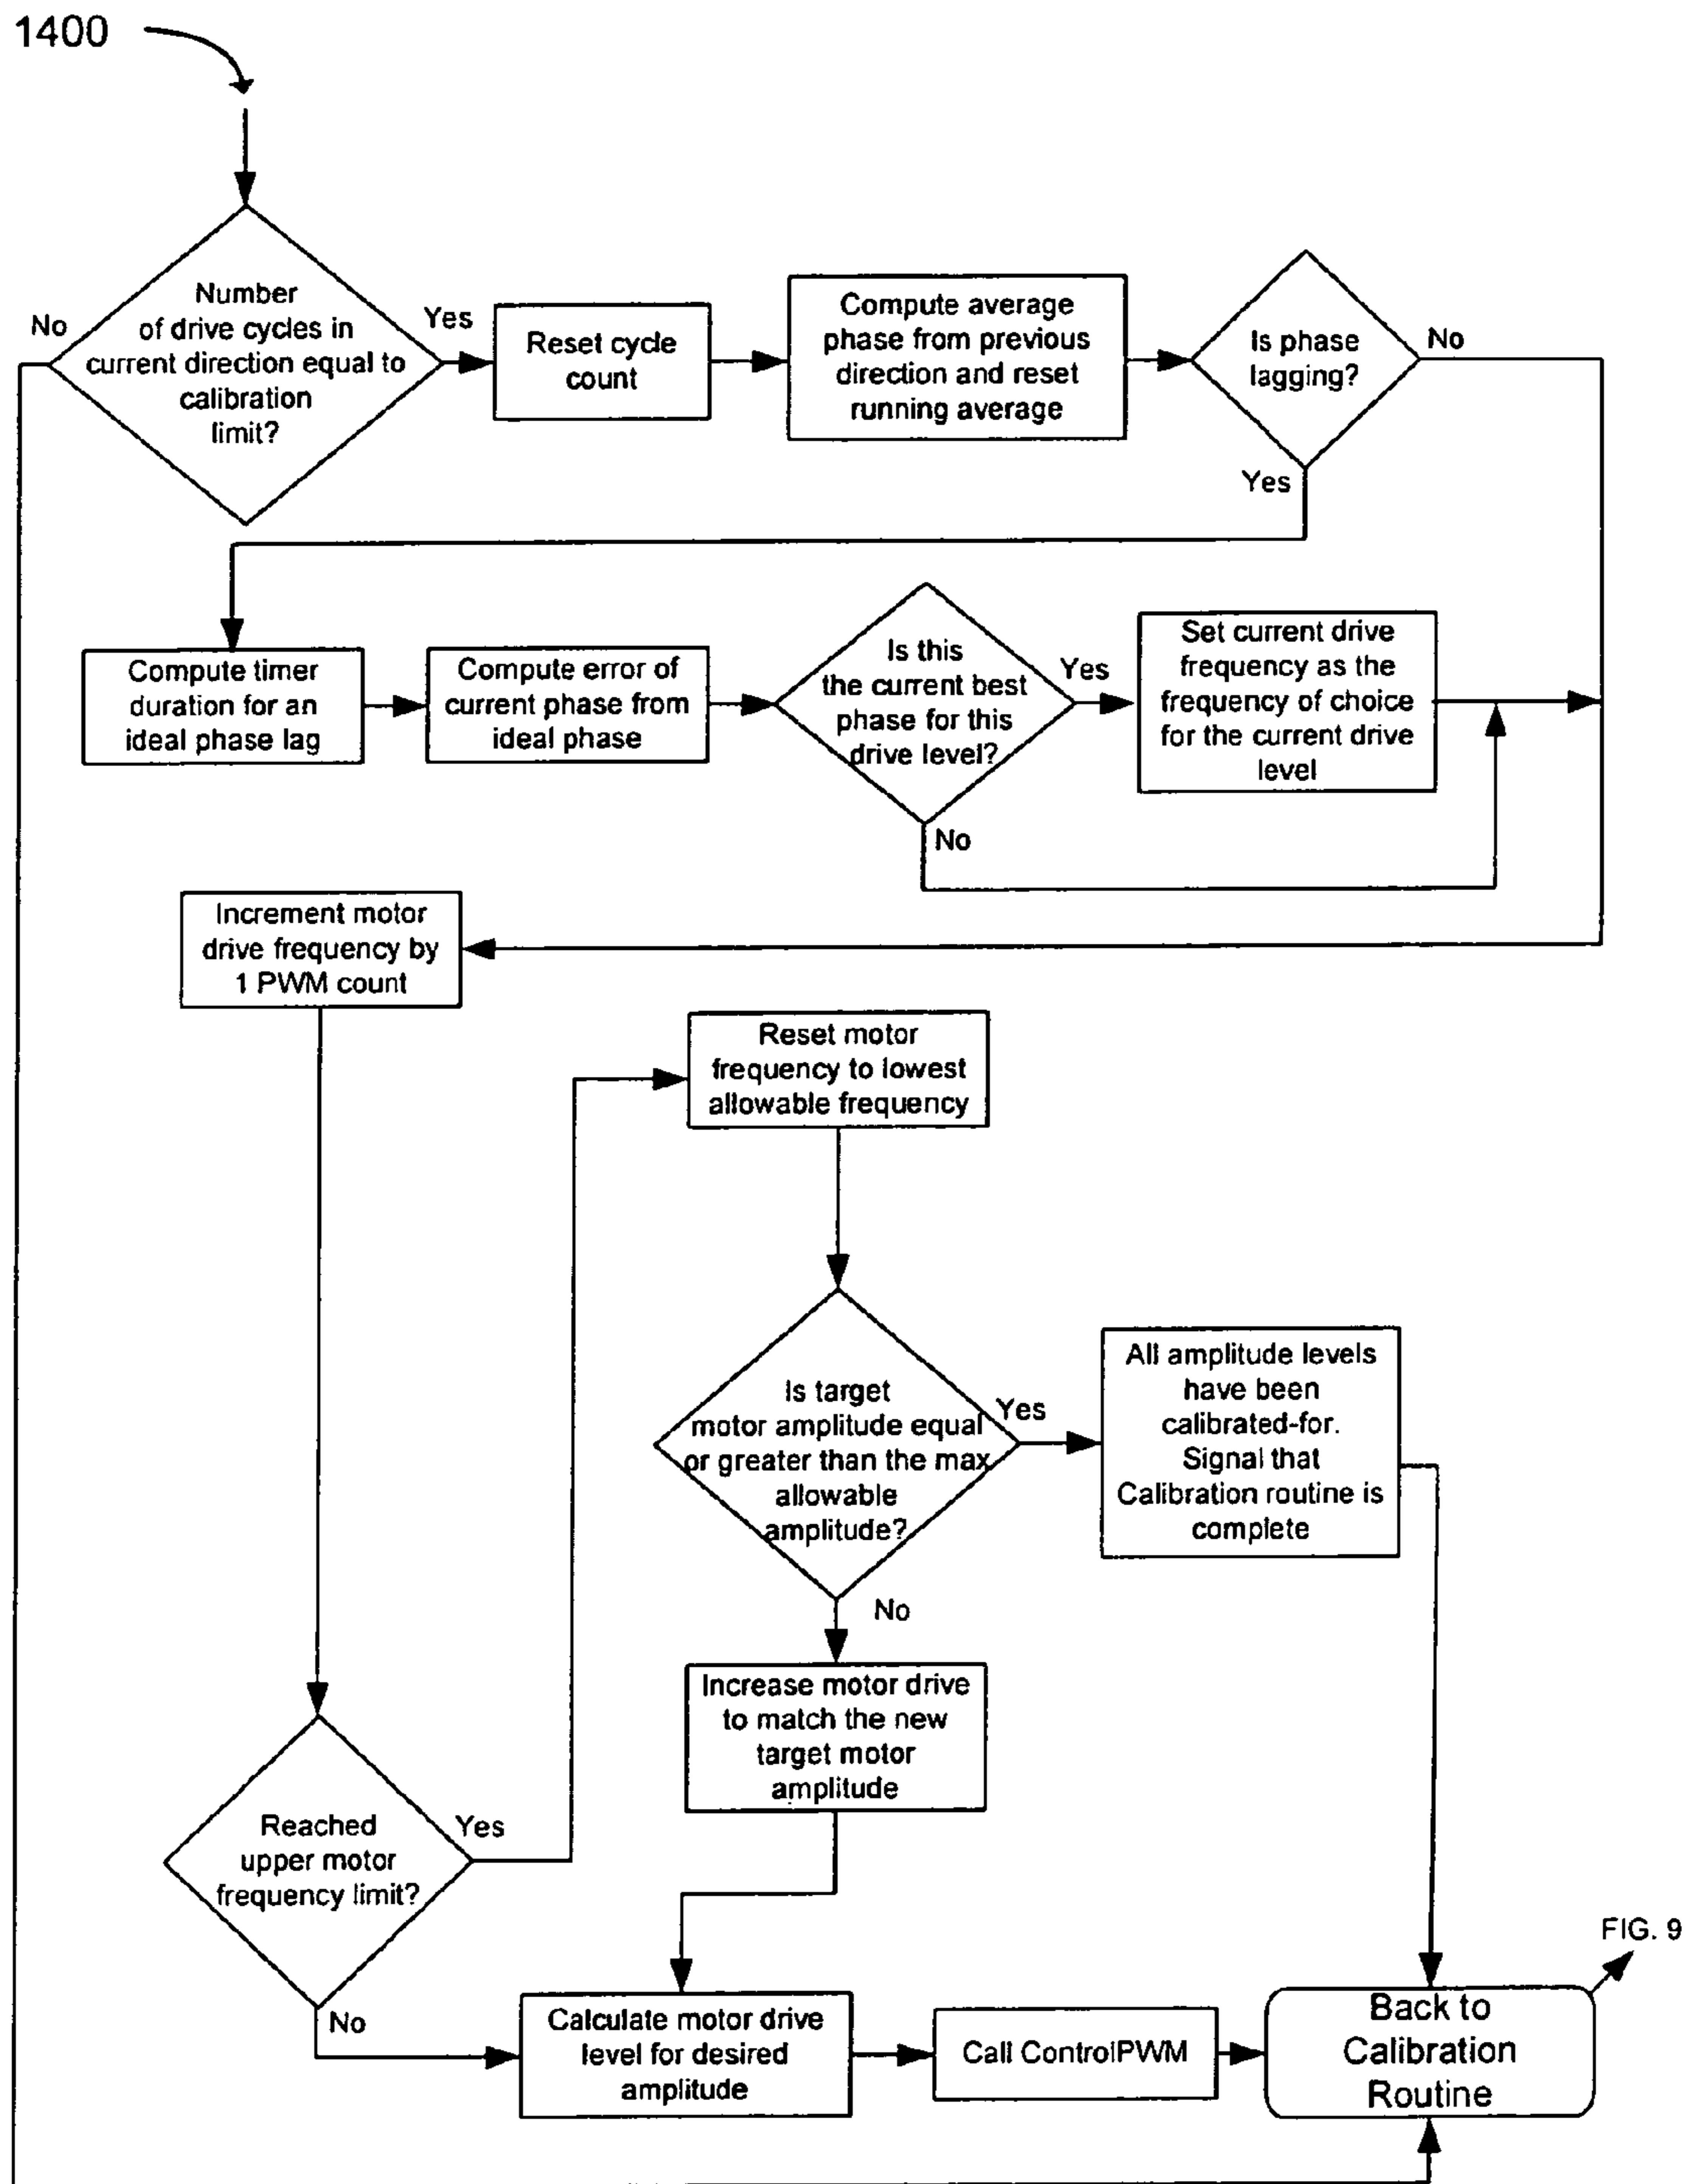 1400
Number
of drive cycles in
current direction equal to
calibration
limit?
No
Yes
Reset cycle
count
Compute average
phase from previous
direction and reset
running average
Is phase
lagging?
No
Yes
Compute timer
duration for an
ideal phase lag
Compute error of
current phase from
ideal phase
Is this
the current best
phase for this
drive level?
Yes
No
Set current drive
frequency as the
frequency of choice
for the current drive
level
Increment motor
drive frequency by
1 PWM count
Reset motor
frequency to lowest
allowable frequency
Is target
motor amplitude equal
or greater than the max
allowable
amplitude?
Yes
No
All amplitude levels
have been
calibrated-for.
Signal that
Calibration routine is
complete
Increase motor drive
to match the new
target motor
amplitude
Reached
upper motor
frequency limit?
Yes
No
Calculate motor drive
level for desired
amplitude
Call ControlPWM
Back to
Calibration
Routine
FIG. 9